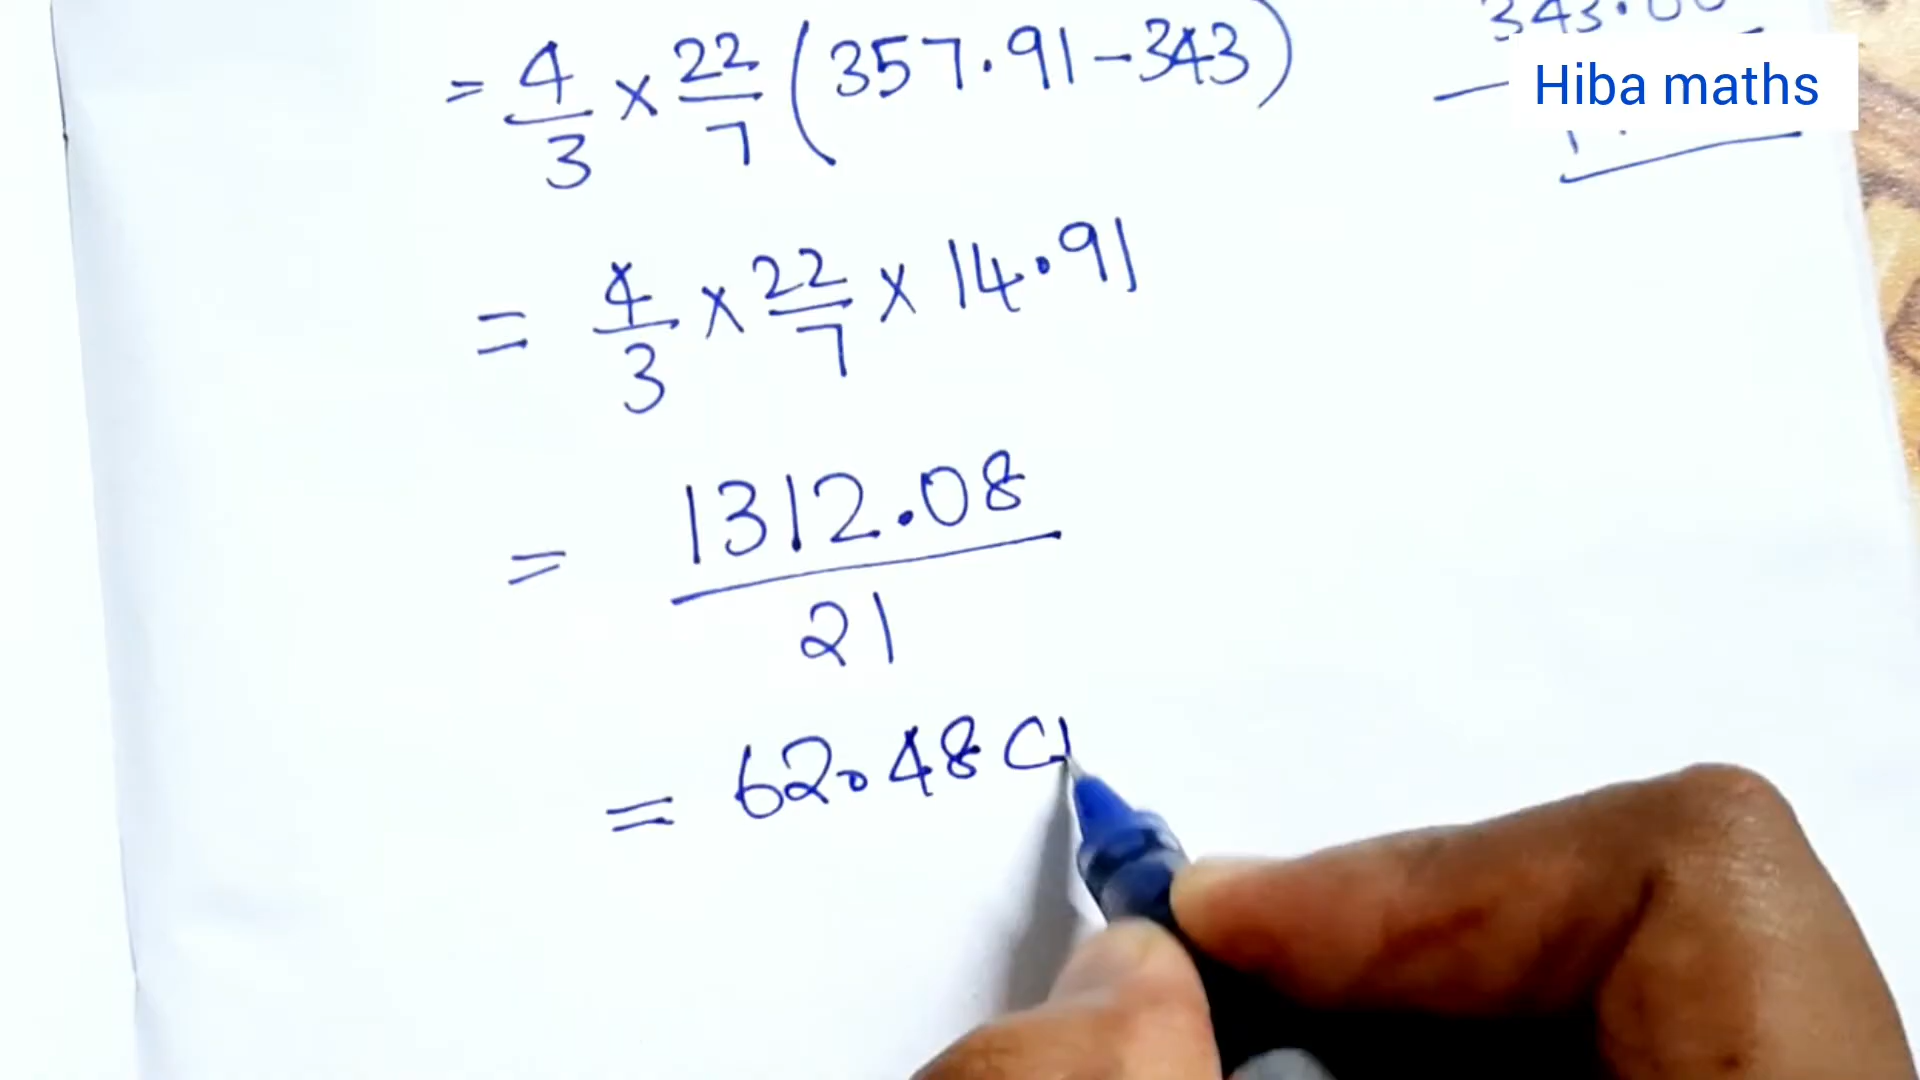 = 4/3 × 22/7 (357.91 - 343)
Hiba maths
= 4/3 × 22/7 × 14.91
= 1312.08/21
= 62.48 c